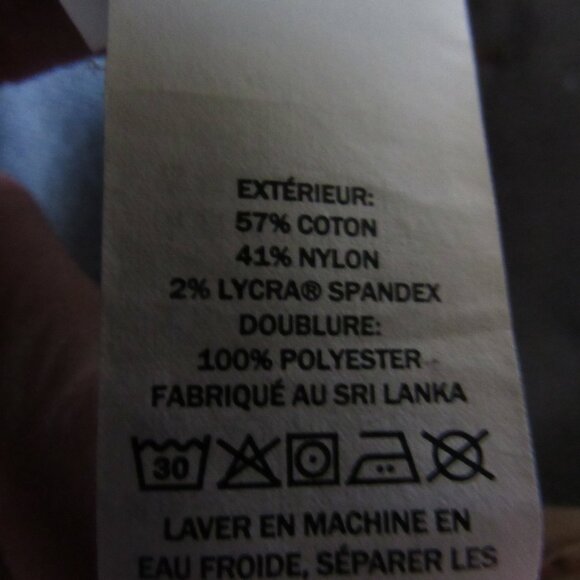 EXTÉRIEUR:
57% COTON
41% NYLON
2% LYCRA® SPANDEX
DOUBLURE:
100% POLYESTER
FABRIQUÉ AU SRI LANKA
30
LAVER EN MACHINE EN
EAU FROIDE, SÉPARER LES